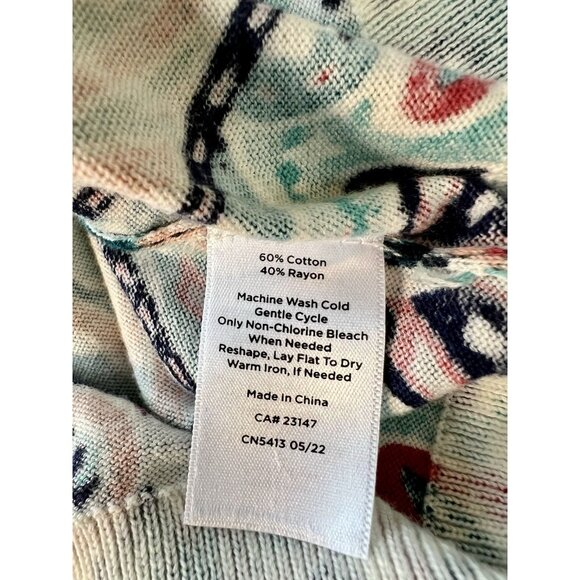 60% Cotton
40% Rayon
Machine Wash Cold
Gentle Cycle
Only Non-Chlorine Bleach
When Needed
Reshape, Lay Flat To Dry
Warm Iron, If Needed
Made in China
CA# 23147
CN5413 05/22